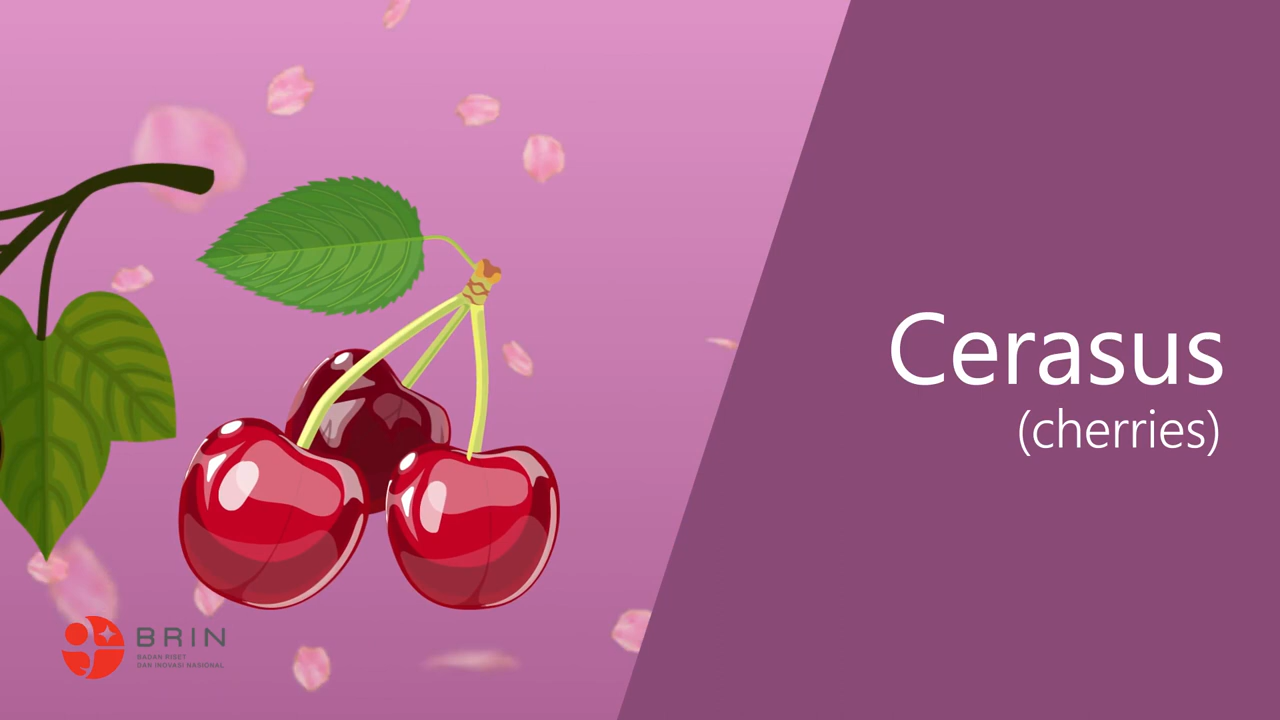 Cerasus
(cherries)
BRIN
BADAN RISET
DAN INOVASI NASIONAL